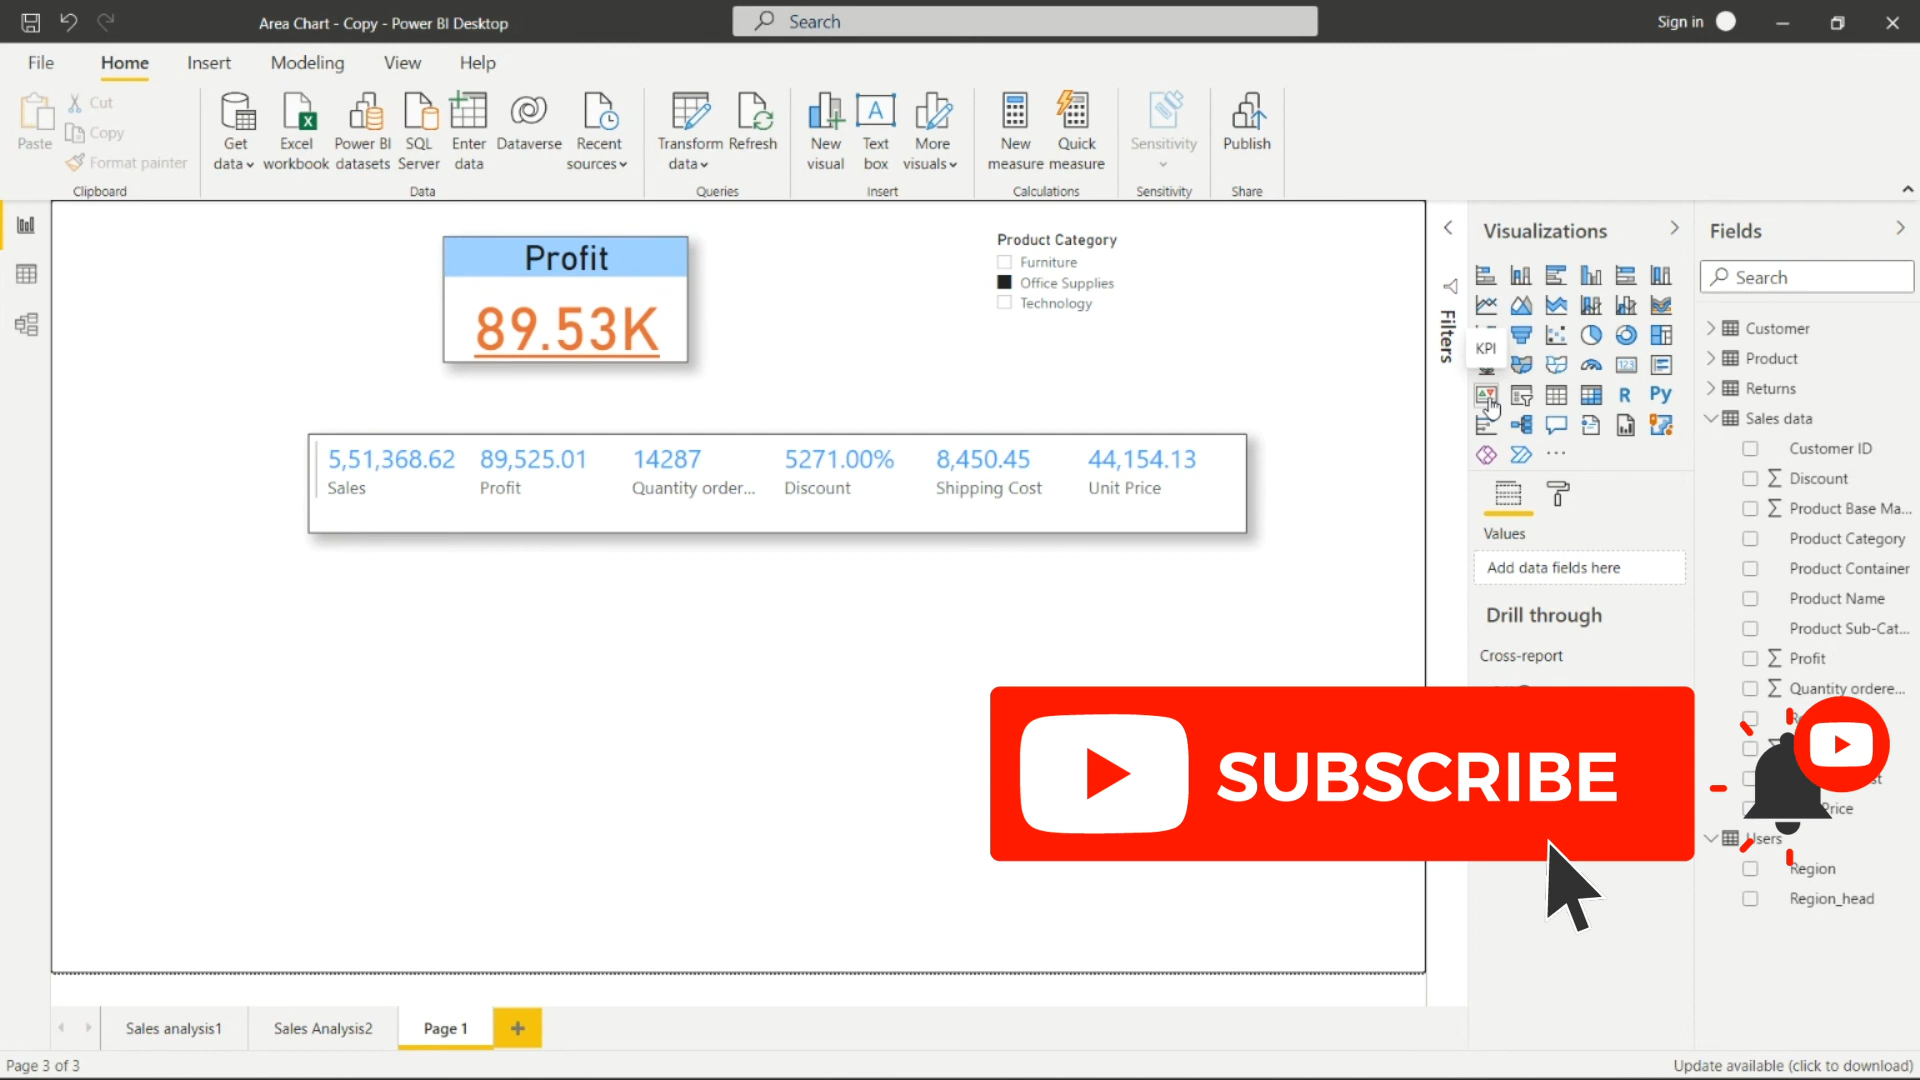 Area Chart - Copy - Power BI Desktop
Search
Sign in
File Home Insert Modeling View Help
Paste
Cut
Copy
Format painter
Clipboard
Get data
Excel workbook
Power BI datasets
SQL Server
Enter data
Dataverse
Recent sources
Data
Transform data
Refresh
Queries
New visual
Text box
More visuals
Insert
New measure
Quick measure
Calculations
Sensitivity
Sensitivity
Publish
Share
Profit
89.53K
Product Category
Furniture
Office Supplies
Technology
5,51,368.62 89,525.01 14287 5271.00% 8,450.45 44,154.13
Sales Profit Quantity order... Discount Shipping Cost Unit Price
Filters
Visualizations
KPI
123
R Py
Values
Add data fields here
Drill through
Cross-report
Fields
Search
Customer
Product
Returns
Sales data
Customer ID
Discount
Product Base Ma...
Product Category
Product Container
Product Name
Product Sub-Cat...
Profit
Quantity ordere...
Price
Users
Region
Region_head
SUBSCRIBE
Sales analysis1 Sales Analysis2 Page 1
Page 3 of 3
Update available (click to download)